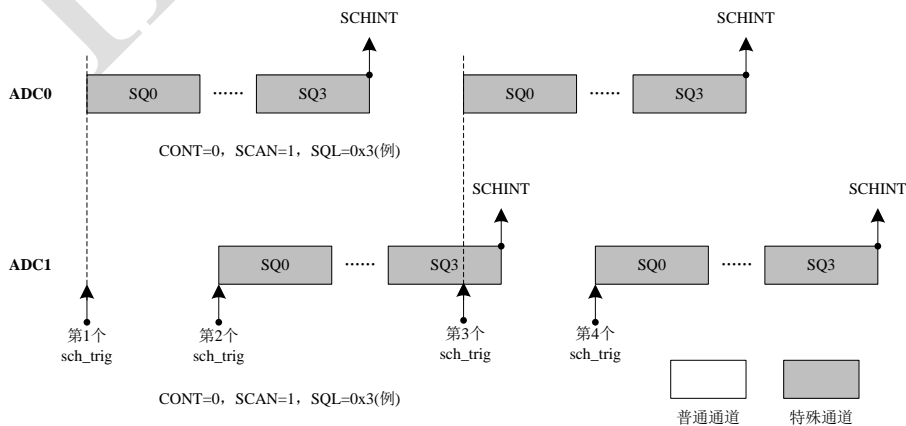 SCHINT
SCHINT
ADC0
SQ0
……
SQ3
SQ0
……
SQ3
CONT=0，SCAN=1，SQL=0x3(例)
SCHINT
SCHINT
ADC1
SQ0
……
SQ3
SQ0
……
SQ3
第1个
sch_trig
第2个
sch_trig
第3个
sch_trig
第4个
sch_trig
CONT=0，SCAN=1，SQL=0x3(例)
普通通道
特殊通道